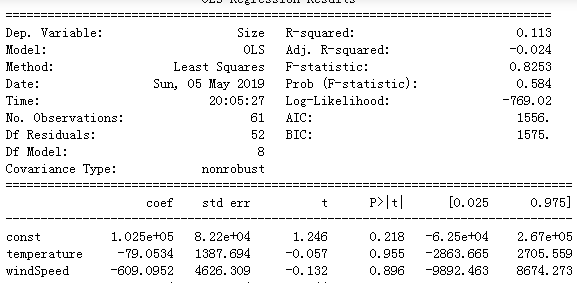 OLS Regression Results
Dep. Variable: Size R-squared: 0.113
Model: OLS Adj. R-squared: -0.024
Method: Least Squares F-statistic: 0.8253
Date: Sun, 05 May 2019 Prob (F-statistic): 0.584
Time: 20:05:27 Log-Likelihood: -769.02
No. Observations: 61 AIC: 1556.
Df Residuals: 52 BIC: 1575.
Df Model: 8
Covariance Type: nonrobust
coef std err t P>|t| [0.025 0.975]
const 1.025e+05 8.22e+04 1.246 0.218 -6.25e+04 2.67e+05
temperature -79.0534 1387.694 -0.057 0.955 -2863.665 2705.559
windSpeed -609.0952 4626.309 -0.132 0.896 -9892.463 8674.273